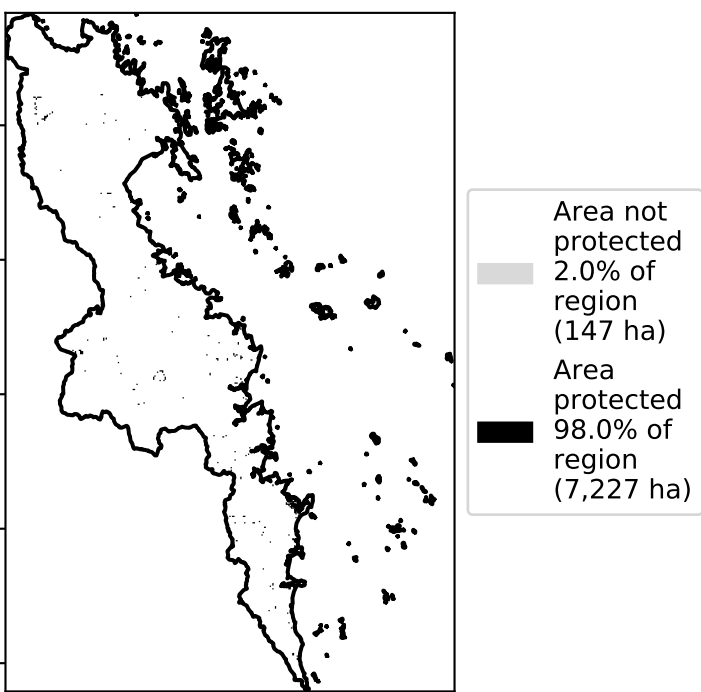 Area not
protected
2.0% of
region
(147 ha)
Area
protected
98.0% of
region
(7,227 ha)